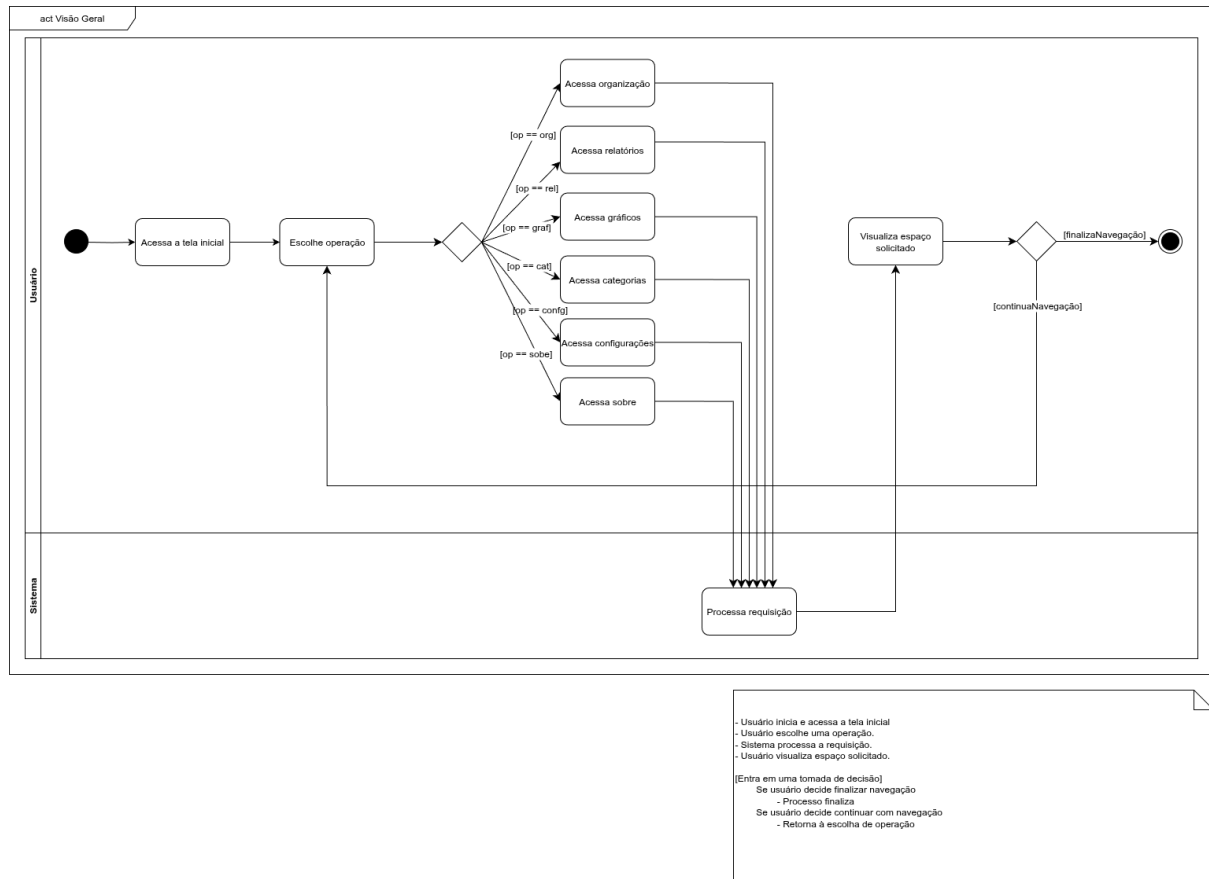 act Visão Geral
Usuário
Acessa a tela inicial
Escolhe operação
[op == org]
[op == rel]
[op == graf]
[op == cat]
[op == confg]
[op == sobe]
Acessa organização
Acessa relatórios
Acessa gráficos
Acessa categorias
Acessa configurações
Acessa sobre
Visualiza espaço
solicitado
[finalizaNavegação]
[continuaNavegação]
Sistema
Processa requisição
- Usuário inicia e acessa a tela inicial
- Usuário escolhe uma operação.
- Sistema processa a requisição.
- Usuário visualiza espaço solicitado.
[Entra em uma tomada de decisão]
Se usuário decide finalizar navegação
- Processo finaliza
Se usuário decide continuar com navegação
- Retorna à escolha de operação